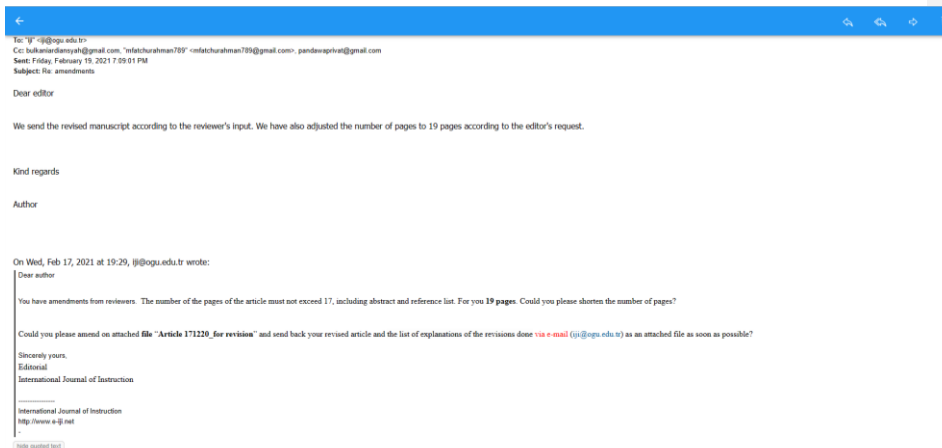 To: "iji" <iji@ogu.edu.tr>
Cc: bulkaniardiansyah@gmail.com, "mfatchurahman789" <mfatchurahman789@gmail.com>, pandawaprivat@gmail.com
Sent: Friday, February 19, 2021 7:09:01 PM
Subject: Re: amendments
Dear editor
We send the revised manuscript according to the reviewer's input. We have also adjusted the number of pages to 19 pages according to the editor's request.
Kind regards
Author
On Wed, Feb 17, 2021 at 19:29, iji@ogu.edu.tr wrote:
Dear author
You have amendments from reviewers. The number of the pages of the article must not exceed 17, including abstract and reference list. For you 19 pages. Could you please shorten the number of pages?
Could you please amend on attached file "Article 171220_for revision" and send back your revised article and the list of explanations of the revisions done via e-mail (iji@ogu.edu.tr) as an attached file as soon as possible?
Sincerely yours,
Editorial
International Journal of Instruction
----------------
International Journal of Instruction
http://www.e-iji.net
-
hide quoted text